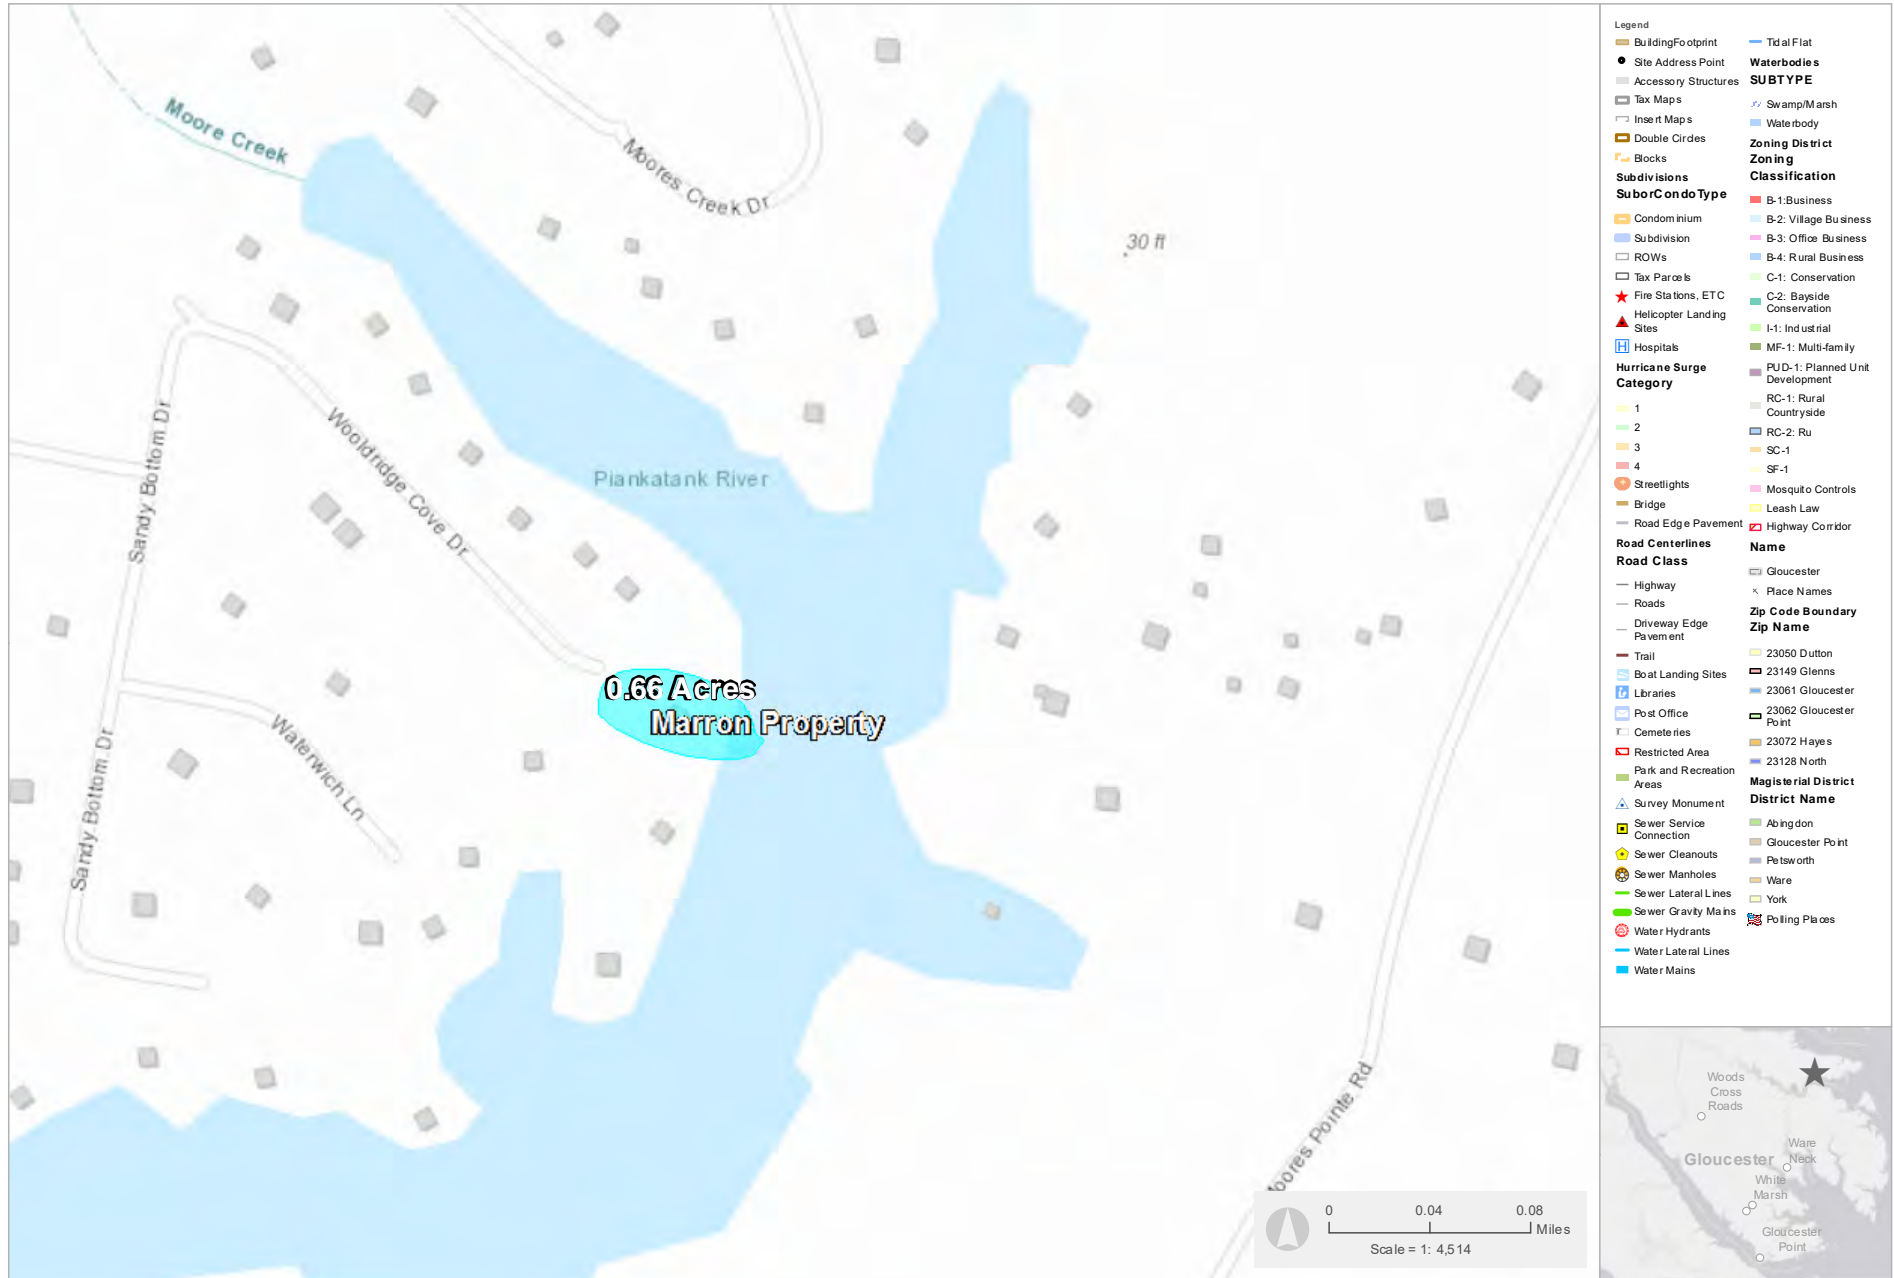 Moore Creek
Moores Creek Dr
30 ft
Sandy Bottom Dr
Wooldridge Cove Dr
Piankatank River
0.66 Acres
Marron Property
Waterwich Ln
Sandy Bottom Dr
Moores Pointe Rd
0 0.04 0.08
Miles
Scale = 1: 4,514
Legend
BuildingFootprint
Site Address Point
Accessory Structures
Tax Maps
Insert Maps
Double Circles
Blocks
Subdivisions
SuborCondoType
Condominium
Subdivision
ROWs
Tax Parcels
Fire Stations, ETC
Helicopter Landing
Sites
H
Hospitals
Hurricane Surge
Category
1
2
3
4
Streetlights
Bridge
Road Edge Pavement
Road Centerlines
Road Class
Highway
Roads
Driveway Edge
Pavement
Trail
Boat Landing Sites
Libraries
Post Office
Cemeteries
Restricted Area
Park and Recreation
Areas
Survey Monument
Sewer Service
Connection
Sewer Cleanouts
Sewer Manholes
Sewer Lateral Lines
Sewer Gravity Mains
Water Hydrants
Water Lateral Lines
Water Mains
Tidal Flat
Waterbodies
SUBTYPE
Swamp/Marsh
Waterbody
Zoning District
Zoning
Classification
B-1:Business
B-2: Village Business
B-3: Office Business
B-4: Rural Business
C-1: Conservation
C-2: Bayside
Conservation
I-1: Industrial
MF-1: Multi-family
PUD-1: Planned Unit
Development
RC-1: Rural
Countryside
RC-2: Ru
SC-1
SF-1
Mosquito Controls
Leash Law
Highway Corridor
Name
Gloucester
Place Names
Zip Code Boundary
Zip Name
23050 Dutton
23149 Glenns
23061 Gloucester
23062 Gloucester
Point
23072 Hayes
23128 North
Magisterial District
District Name
Abingdon
Gloucester Point
Petsworth
Ware
York
Polling Places
Woods
Cross
Roads
Ware
Neck
Gloucester
White
Marsh
Gloucester
Point